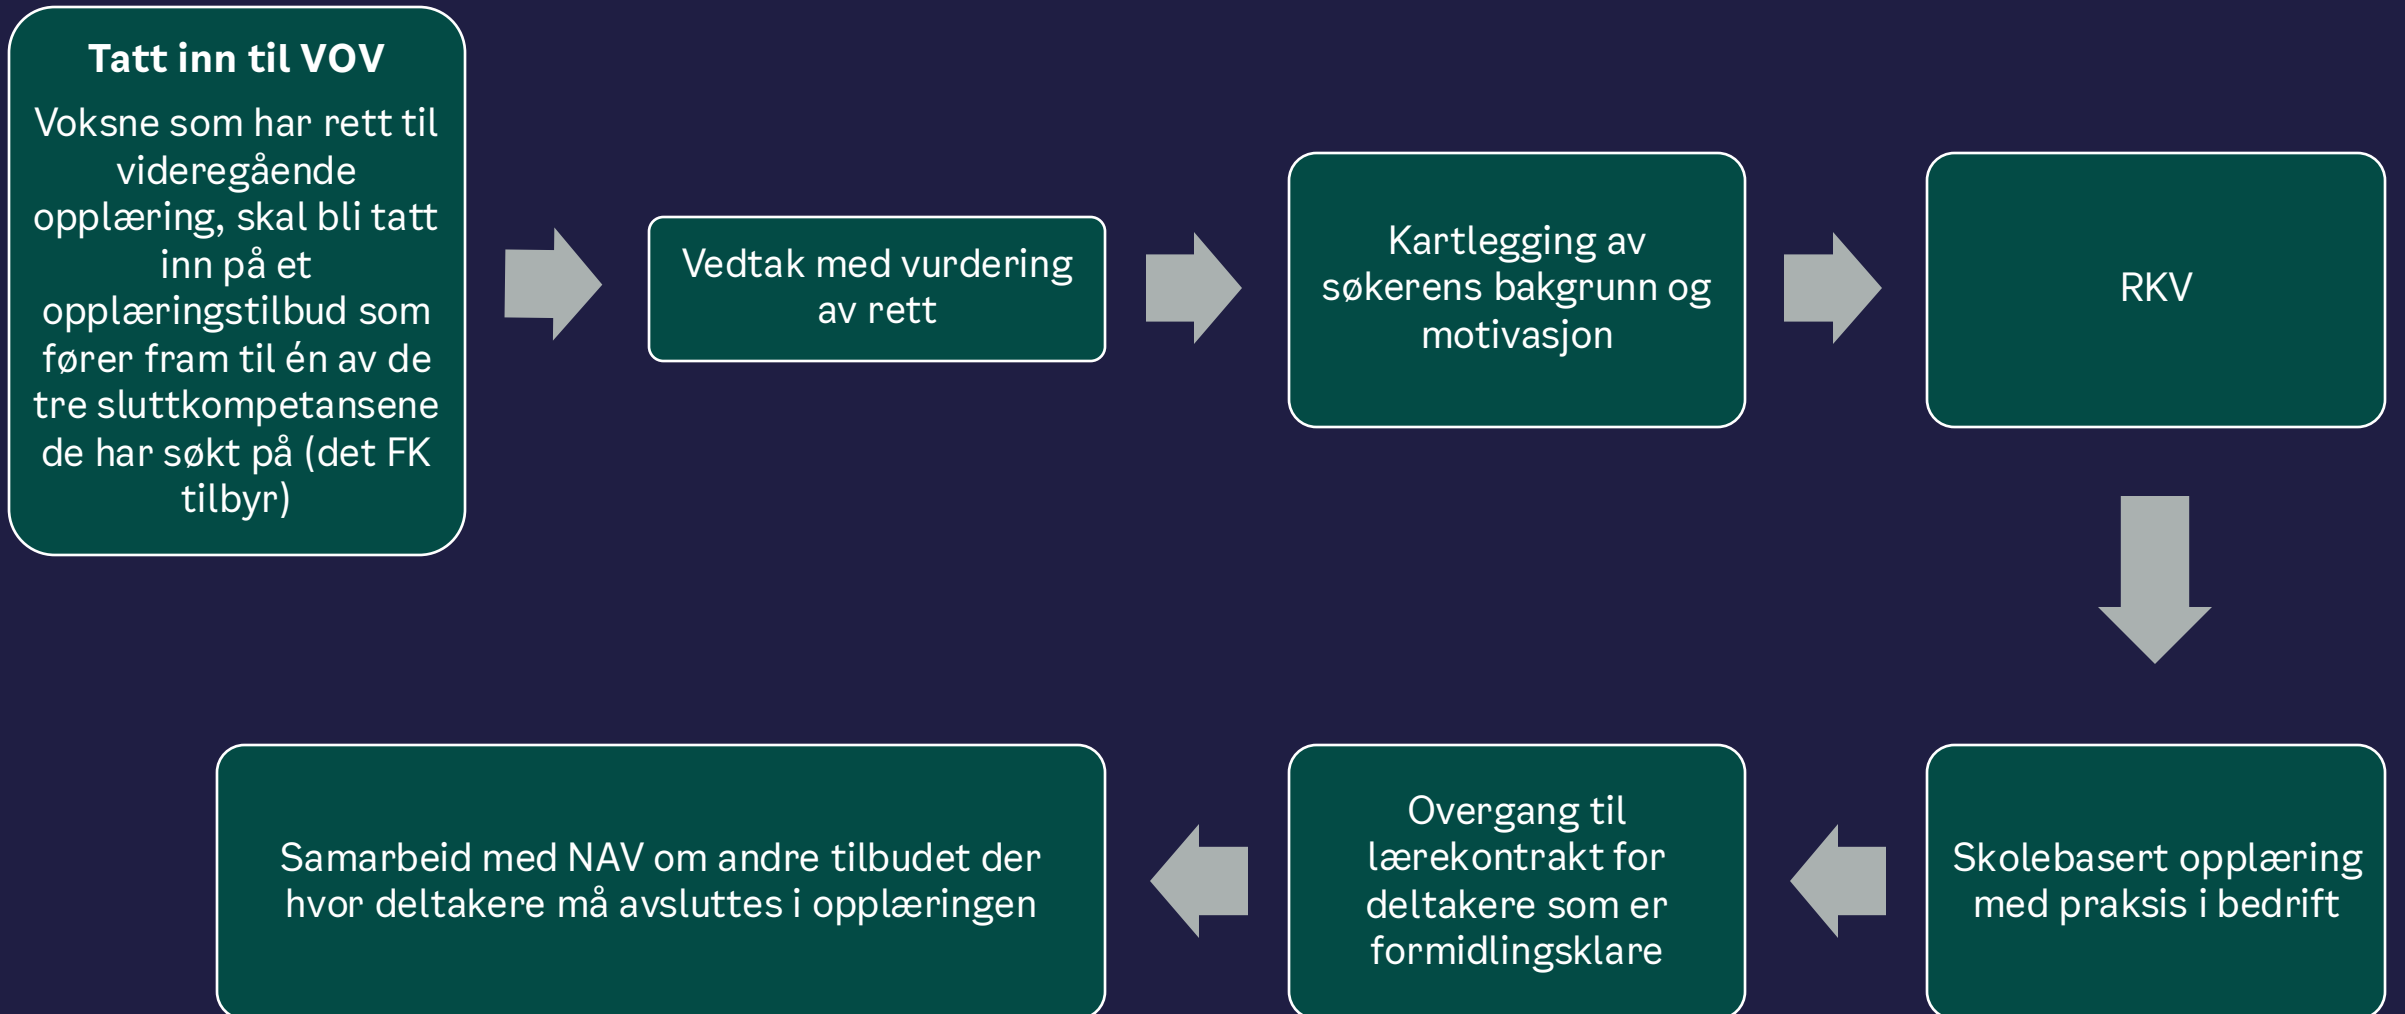 Tatt inn til VOV
Voksne som har rett til
videregående
opplæring, skal bli tatt
inn på et
opplæringstilbud som
fører fram til én av de
tre sluttkompetansene
de har søkt på (det FK
tilbyr)
Vedtak med vurdering
av rett
Kartlegging av
søkerens bakgrunn og
motivasjon
RKV
Skolebasert opplæring
med praksis i bedrift
Overgang til
lærekontrakt for
deltakere som er
formidlingsklare
Samarbeid med NAV om andre tilbudet der
hvor deltakere må avsluttes i opplæringen